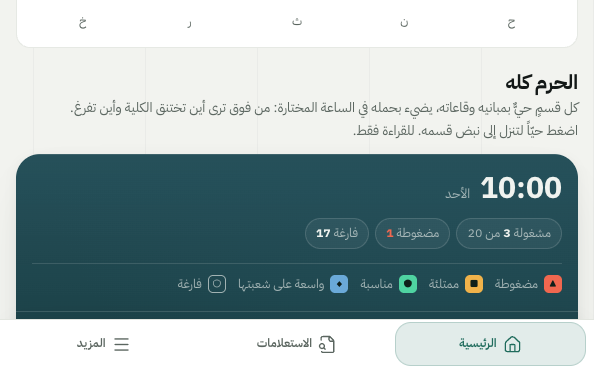 ح ن ث ر خ
الحرم كله
كل قسمٍ حيٌّ بمبانيه وقاعاته، يضيء بحمله في الساعة المختارة: من فوق ترى أين تختنق الكلية وأين تفرغ.
اضغط حيّاً لتنزل إلى نبض قسمه. للقراءة فقط.
10:00 الأحد
مشغولة 3 من 20 مضغوطة 1 فارغة 17
مضغوطة ممتلئة مناسبة واسعة على شعبتها فارغة
الرئيسية الاستعلامات المزيد